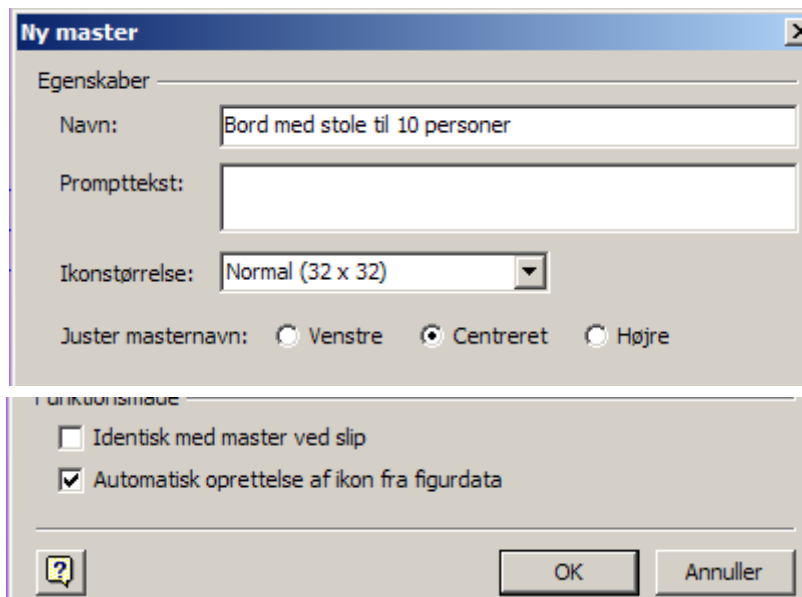 Ny master
Egenskaber
Navn: Bord med stole til 10 personer
Prompttekst:
Ikonstørrelse: Normal (32 x 32)
Juster masternavn: Venstre Centreret Højre
Funktionsmåde
Identisk med master ved slip
Automatisk oprettelse af ikon fra figurdata
OK Annuller